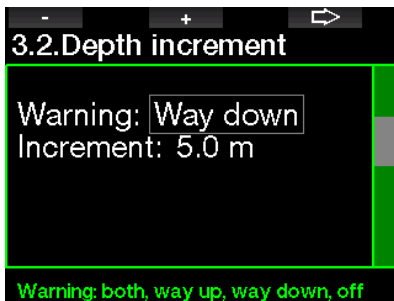 - + ⇨
3.2.Depth increment
Warning: Way down
Increment: 5.0 m
Warning: both, way up, way down, off